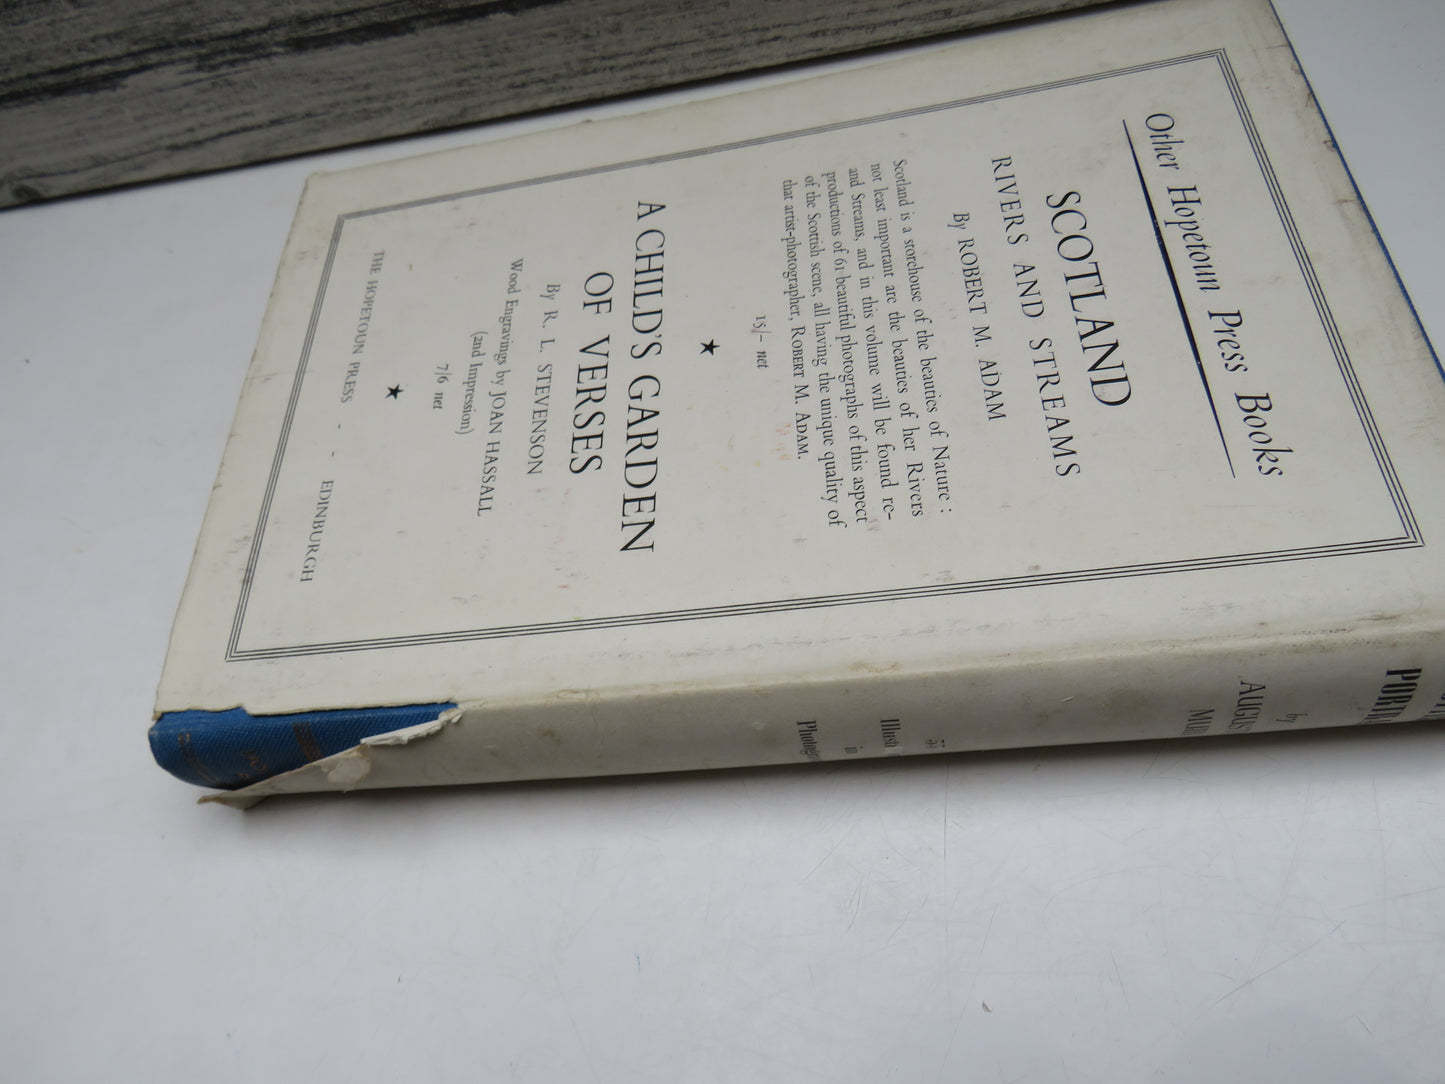 Other Hopetoun Press Books
SCOTLAND
RIVERS AND STREAMS
By ROBERT M. ADAM
Scotland is a storehouse of the beauties of Nature :
not least important are the beauties of her Rivers
and Streams, and in this volume will be found re-
productions of 61 beautiful photographs of this aspect
of the Scottish scene, all having the unique quality of
that artist-photographer, ROBERT M. ADAM.
15/- net
★
A CHILD'S GARDEN
OF VERSES
By R. L. STEVENSON
Wood Engravings by JOAN HASSALL
(2nd Impression)
7/6 net
★
THE HOPETOUN PRESS - EDINBURGH
PORTR
by
AUGUS
MU
Illust
in
Photogr